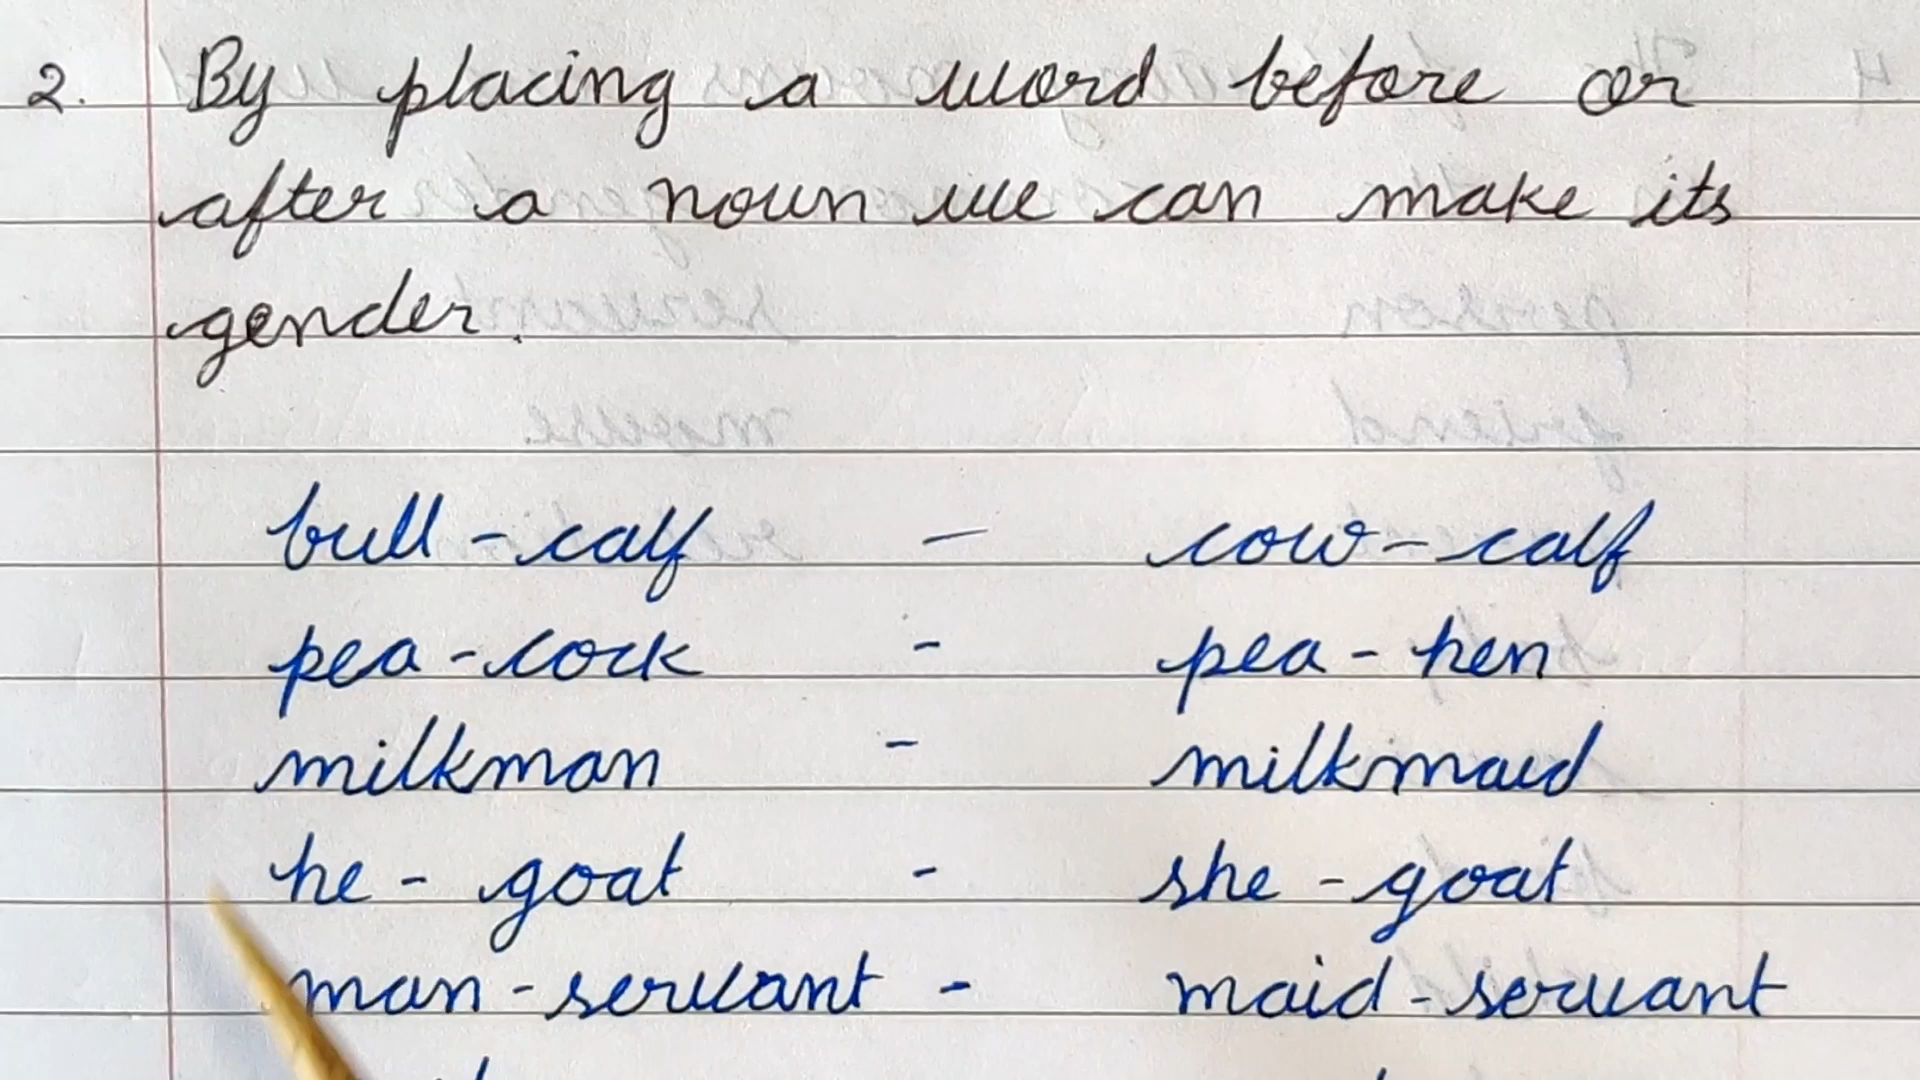 2. By placing a word before or
after a noun we can make its
gender.
bull - calf - cow - calf
pea - cock - pea - hen
milkman - milkmaid
he - goat - she - goat
man - servant - maid - servant